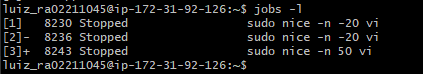 luiz_ra02211045@ip-172-31-92-126:~$ jobs -l
[1]   8230 Stopped                 sudo nice -n -20 vi
[2]-  8236 Stopped                 sudo nice -n -20 vi
[3]+  8243 Stopped                 sudo nice -n 50 vi
luiz_ra02211045@ip-172-31-92-126:~$